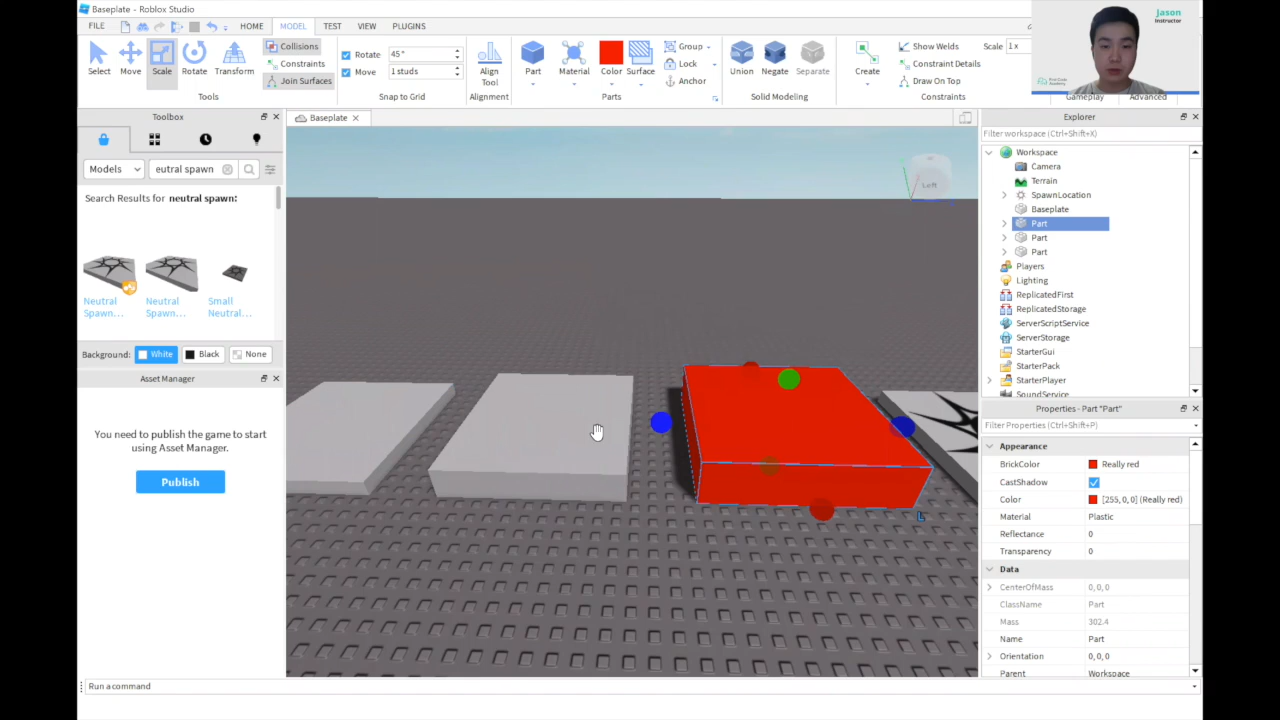 Baseplate - Roblox Studio
FILE HOME MODEL TEST VIEW PLUGINS
Jason
Instructor
Select Move Scale Rotate Transform
Collisions
Constraints
Join Surfaces
Tools
Rotate 45°
Move 1 studs
Snap to Grid
Align
Tool
Alignment
Part Material Color Surface
Group
Lock
Anchor
Parts
Union Negate Separate
Solid Modeling
Create
Show Welds
Constraint Details
Draw On Top
Scale 1 x
Constraints
Gameplay
Advanced
Toolbox
Models
eutral spawn
Search Results for neutral spawn:
Neutral
Spawn...
Neutral
Spawn...
Small
Neutral...
Background: White Black None
Asset Manager
You need to publish the game to start
using Asset Manager.
Publish
Baseplate
Left
L
Explorer
Filter workspace (Ctrl+Shift+X)
Workspace
Camera
Terrain
SpawnLocation
Baseplate
Part
Part
Part
Players
Lighting
ReplicatedFirst
ReplicatedStorage
ServerScriptService
ServerStorage
StarterGui
StarterPack
StarterPlayer
SoundService
Properties - Part "Part"
Filter Properties (Ctrl+Shift+P)
Appearance
BrickColor Really red
CastShadow
Color [255, 0, 0] (Really red)
Material Plastic
Reflectance 0
Transparency 0
Data
CenterOfMass 0, 0, 0
ClassName Part
Mass 302.4
Name Part
Orientation 0, 0, 0
Parent Workspace
Run a command